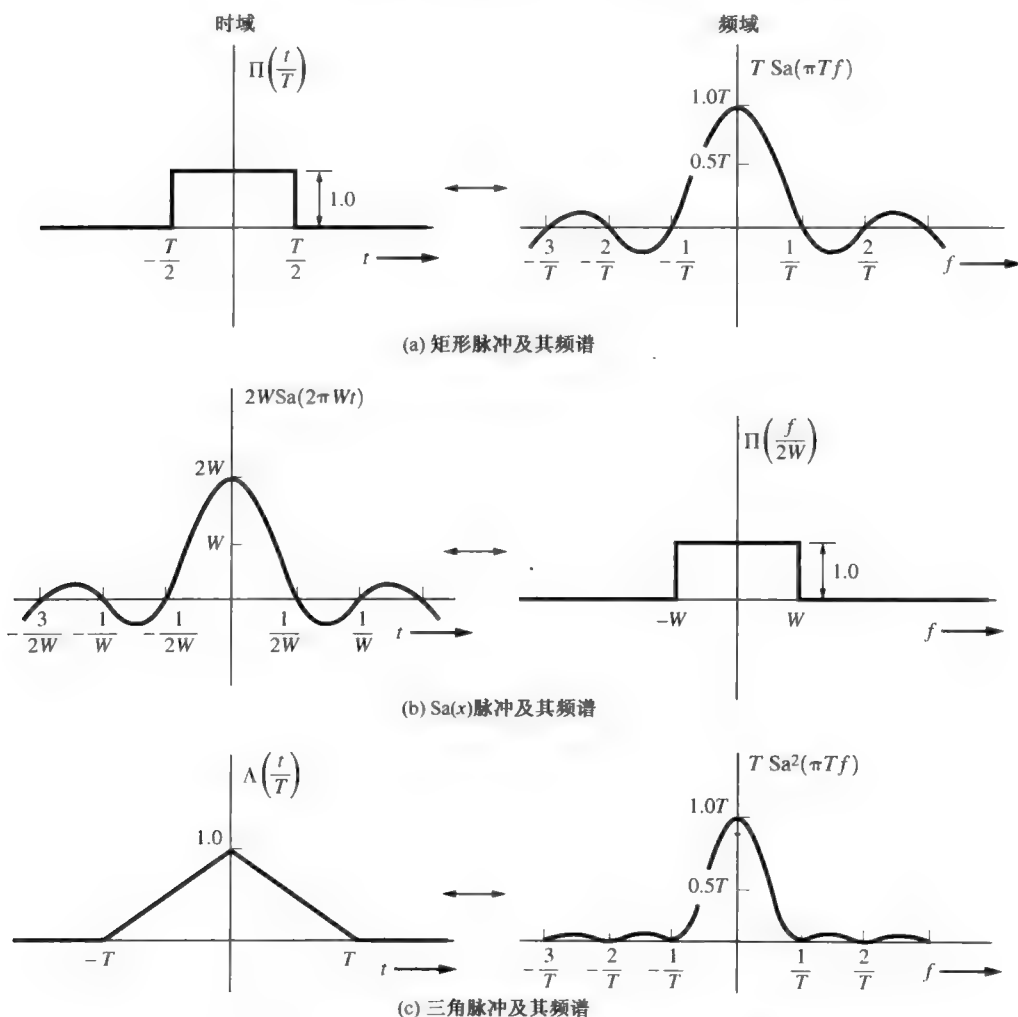 时域
频域
Π(t/T)
T Sa(πTf)
1.0T
0.5T
1.0
-T/2
T/2
t
-3/T
-2/T
-1/T
1/T
2/T
f
(a) 矩形脉冲及其频谱
2WSa(2πWt)
Π(f/2W)
2W
W
1.0
-3/2W
-1/W
-1/2W
1/2W
1/W
t
-W
W
f
(b) Sa(x)脉冲及其频谱
Λ(t/T)
T Sa²(πTf)
1.0
1.0T
0.5T
-T
T
t
-3/T
-2/T
-1/T
1/T
2/T
f
(c) 三角脉冲及其频谱